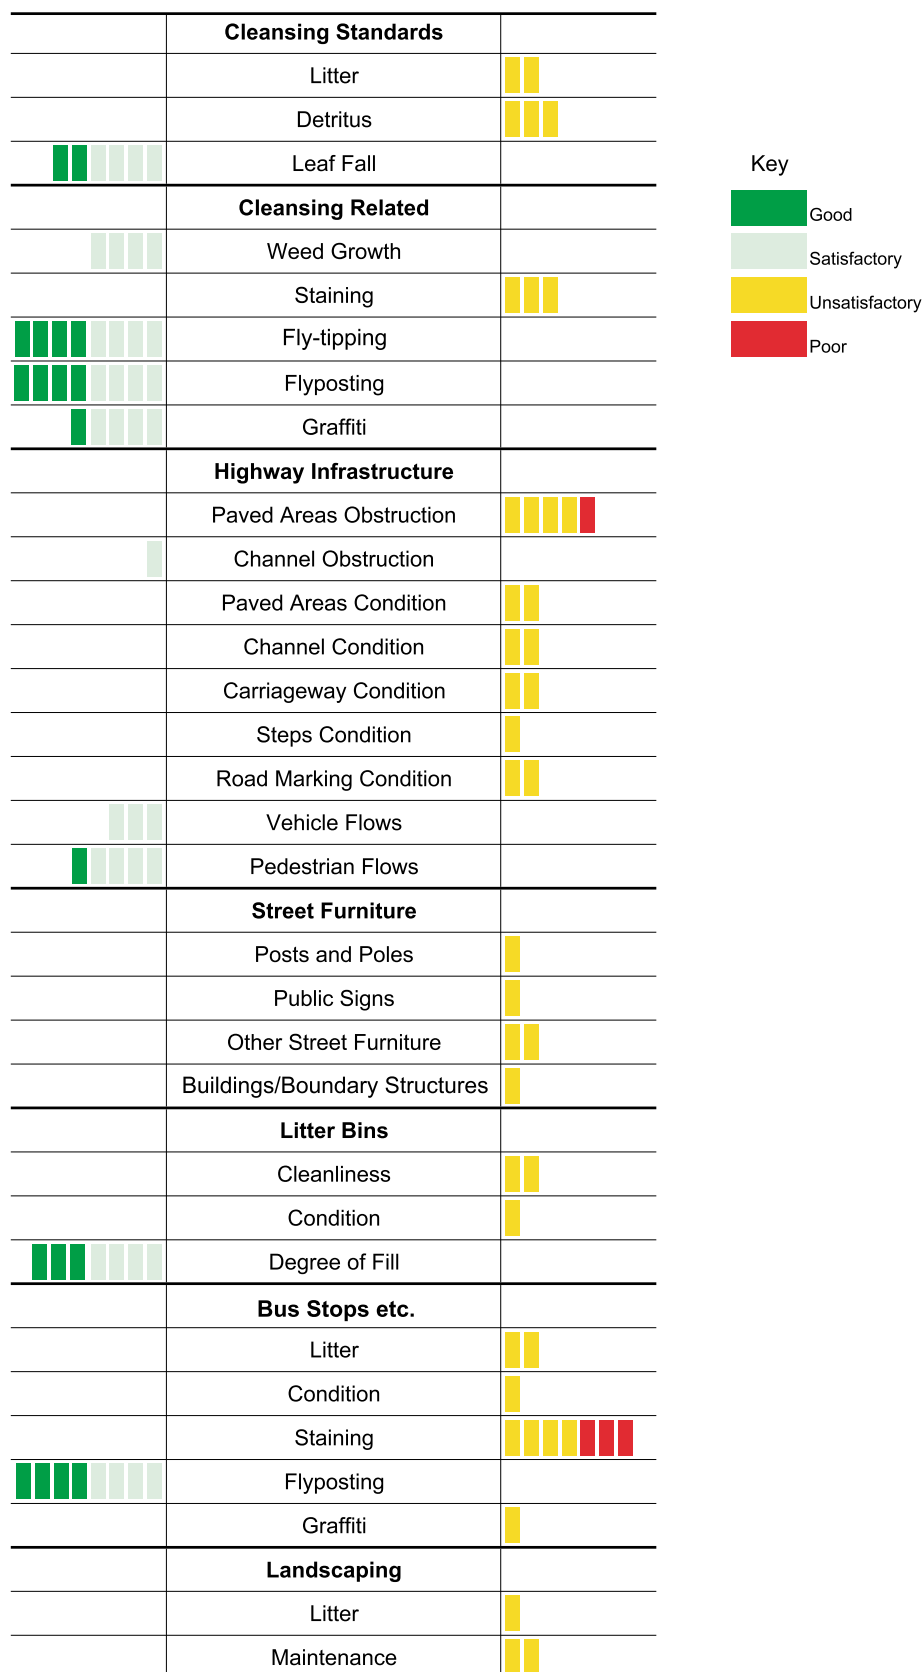 Cleansing Standards
Litter
Detritus
Leaf Fall
Cleansing Related
Weed Growth
Staining
Fly-tipping
Flyposting
Graffiti
Highway Infrastructure
Paved Areas Obstruction
Channel Obstruction
Paved Areas Condition
Channel Condition
Carriageway Condition
Steps Condition
Road Marking Condition
Vehicle Flows
Pedestrian Flows
Street Furniture
Posts and Poles
Public Signs
Other Street Furniture
Buildings/Boundary Structures
Litter Bins
Cleanliness
Condition
Degree of Fill
Bus Stops etc.
Litter
Condition
Staining
Flyposting
Graffiti
Landscaping
Litter
Maintenance
Key
Good
Satisfactory
Unsatisfactory
Poor